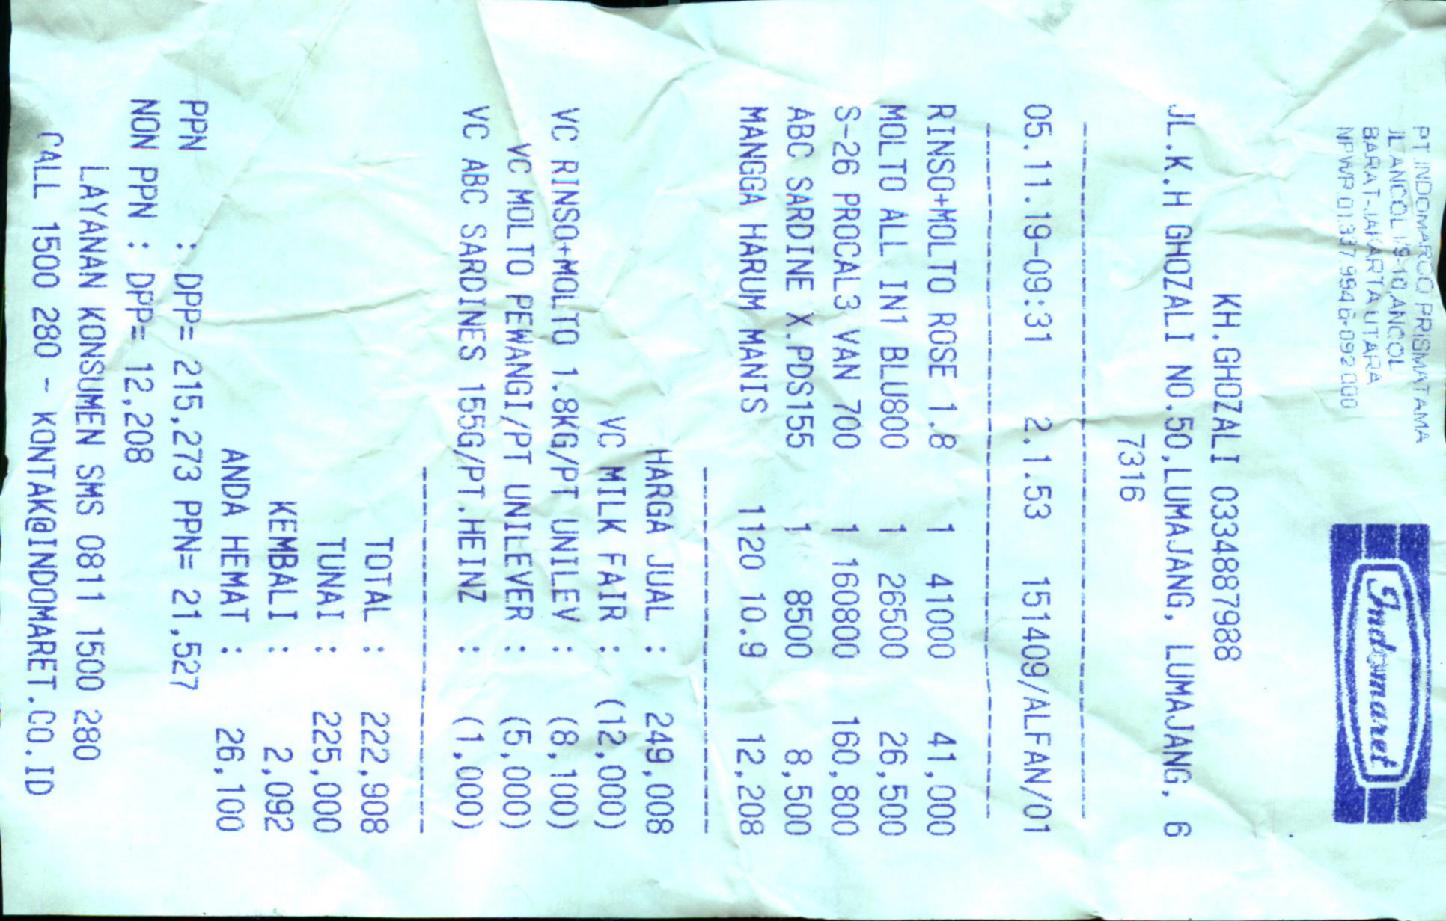 PT INDOMARCO PRISMATAMA
JL ANCOL I/9-10,ANCOL
BARAT-JAKARTA UTARA
NPWP 01.337.994.6-092.000
Indomaret
KH.GHOZALI 0334887988
JL.K.H GHOZALI NO.50,LUMAJANG, LUMAJANG, 6
7316
05.11.19-09:31 2.1.53 151409/ALFAN/01
RINSO+MOLTO ROSE 1.8 1 41000 41,000
MOLTO ALL IN1 BLU800 1 26500 26,500
S-26 PROCAL3 VAN 700 1 160800 160,800
ABC SARDINE X.PDS155 1 8500 8,500
MANGGA HARUM MANIS 1120 10.9 12,208
HARGA JUAL : 249,008
VC MILK FAIR : (12,000)
VC RINSO+MOLTO 1.8KG/PT UNILEV : (8,100)
VC MOLTO PEWANGI/PT UNILEVER : (5,000)
VC ABC SARDINES 155G/PT.HEINZ : (1,000)
TOTAL : 222,908
TUNAI : 225,000
KEMBALI : 2,092
ANDA HEMAT : 26,100
PPN : DPP= 215,273 PPN= 21,527
NON PPN : DPP= 12,208
LAYANAN KONSUMEN SMS 0811 1500 280
CALL 1500 280 - KONTAK@INDOMARET.CO.ID